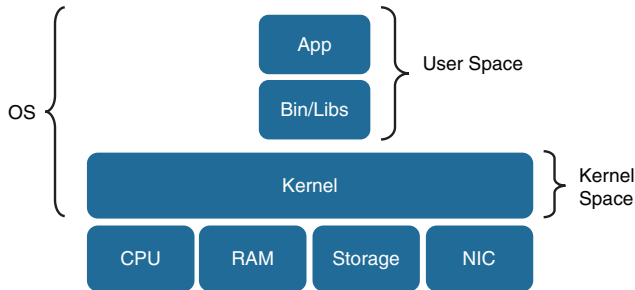 App
User Space
OS
Bin/Libs
Kernel
Kernel
Space
CPU
RAM
Storage
NIC